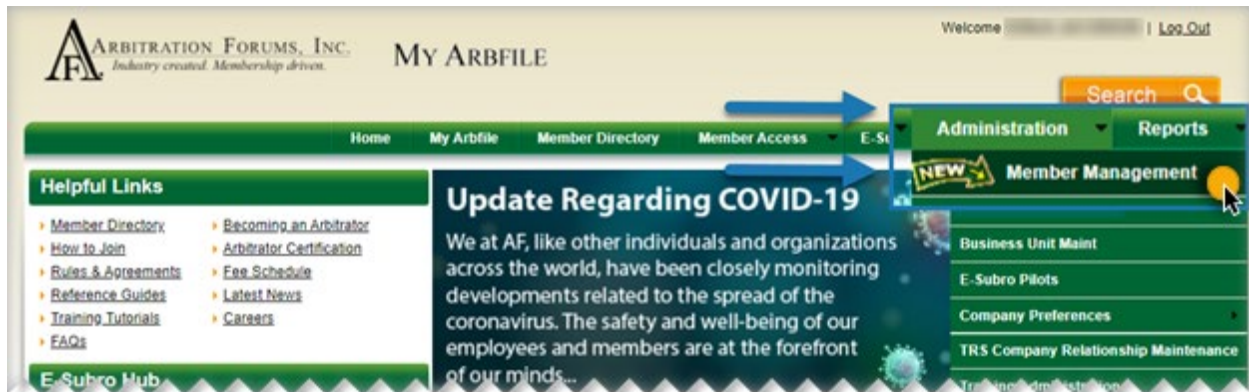 Welcome | Log Out
ARBITRATION FORUMS, INC.
Industry created. Membership driven.
MY ARBFILE
Search
Home My Arbfile Member Directory Member Access E-Su Administration Reports
NEW Member Management
Helpful Links
Member Directory Becoming an Arbitrator
How to Join Arbitrator Certification
Rules & Agreements Fee Schedule
Reference Guides Latest News
Training Tutorials Careers
FAQs
E-Subro Hub
Update Regarding COVID-19
We at AF, like other individuals and organizations
across the world, have been closely monitoring
developments related to the spread of the
coronavirus. The safety and well-being of our
employees and members are at the forefront
of our minds...
Business Unit Maint
E-Subro Pilots
Company Preferences
TRS Company Relationship Maintenance
Training Administration